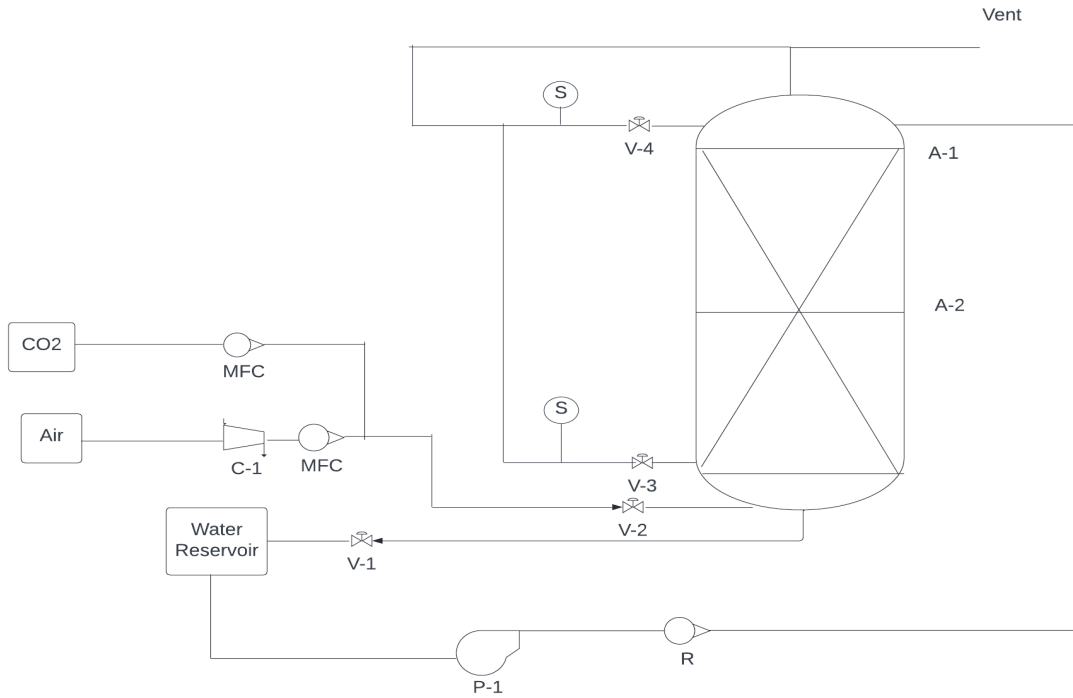 Vent
S
V-4
A-1
A-2
CO2
MFC
S
Air
C-1
MFC
V-3
V-2
Water
Reservoir
V-1
R
P-1